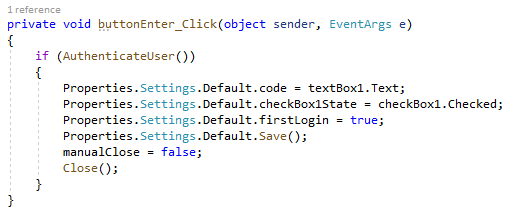 1 reference
private void buttonEnter_Click(object sender, EventArgs e)
{
if (AuthenticateUser())
{
Properties.Settings.Default.code = textBox1.Text;
Properties.Settings.Default.checkBox1State = checkBox1.Checked;
Properties.Settings.Default.firstLogin = true;
Properties.Settings.Default.Save();
manualClose = false;
Close();
}
}